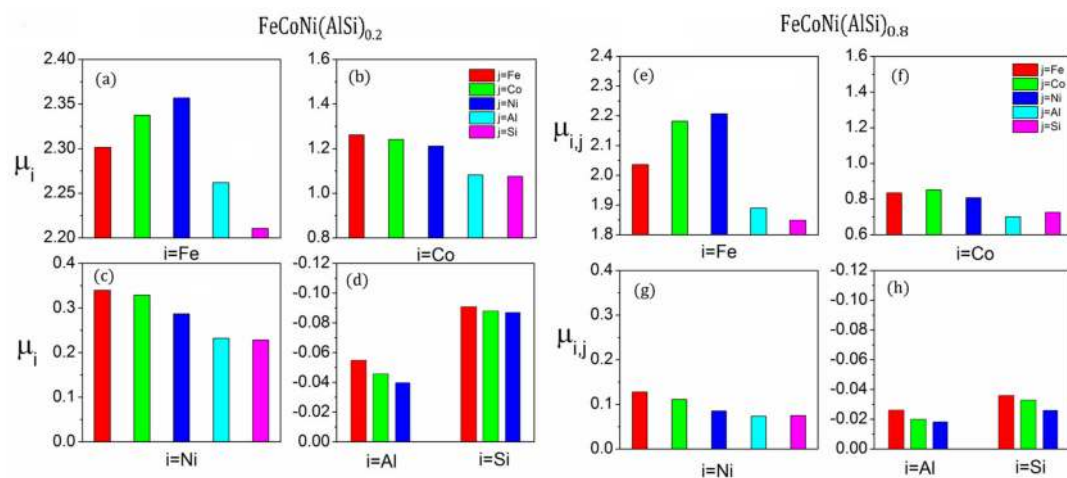 FeCoNi(AlSi)0.2
FeCoNi(AlSi)0.8
μi
2.40
2.35
2.30
2.25
2.20
(a)
i=Fe
1.6
1.4
1.2
1.0
0.8
(b)
j=Fe
j=Co
j=Ni
j=Al
j=Si
i=Co
μi
0.4
0.3
0.2
0.1
0.0
(c)
i=Ni
-0.12
-0.10
-0.08
-0.06
-0.04
-0.02
0.00
(d)
i=Al
i=Si
μi,j
2.4
2.3
2.2
2.1
2.0
1.9
1.8
(e)
i=Fe
1.6
1.4
1.2
1.0
0.8
0.6
(f)
j=Fe
j=Co
j=Ni
j=Al
j=Si
i=Co
μi,j
0.4
0.3
0.2
0.1
0.0
(g)
i=Ni
-0.12
-0.10
-0.08
-0.06
-0.04
-0.02
0.00
(h)
i=Al
i=Si